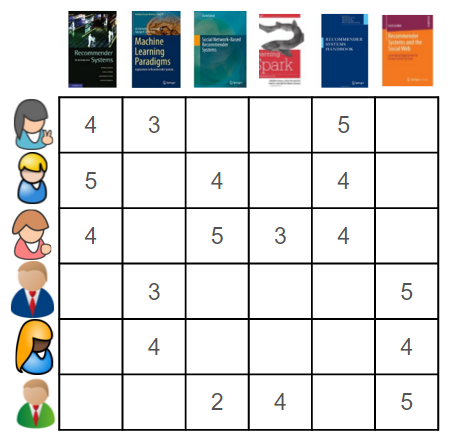 Recommender
Systems
Machine
Learning
Paradigms
Social Network-Based
Recommender
Systems
Spark
RECOMMENDER
SYSTEMS
HANDBOOK
Recommender
Systems and the
Social Web
4 3 5
5 4 4
4 5 3 4
3 5
4 4
2 4 5